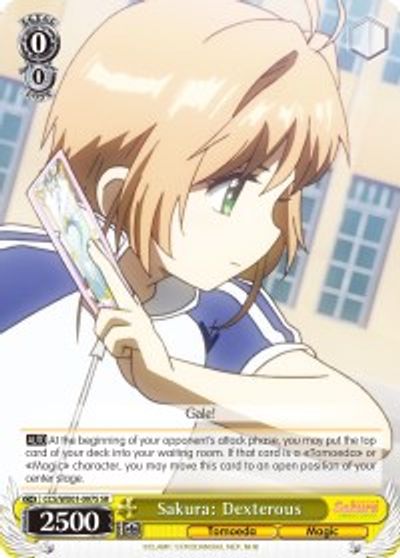 0
0
Gale!
AUTO At the beginning of your opponent's attack phase, you may put the top
card of your deck into your waiting room. If that card is a «Tomoeda» or
«Magic» character, you may move this card to an open position of your
center stage.
Sakura: Dexterous
Sakura
2500
Tomoeda
Magic